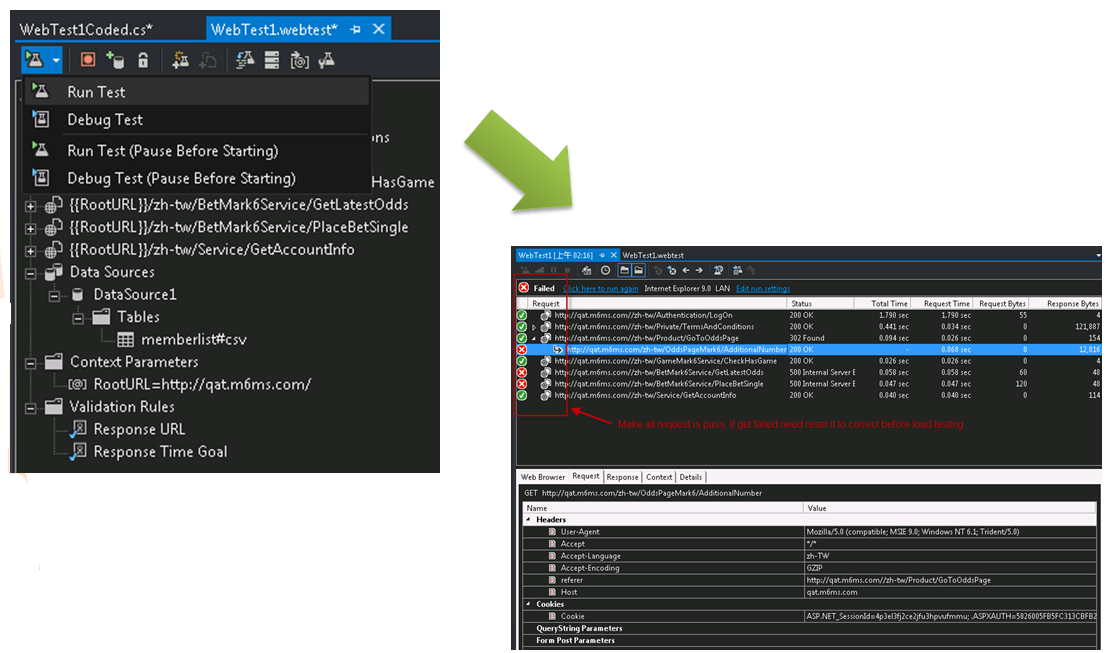 WebTest1Coded.cs*
WebTest1.webtest*
Run Test
Debug Test
Run Test (Pause Before Starting)
Debug Test (Pause Before Starting)
ns
HasGame
{{RootURL}}/zh-tw/BetMark6Service/GetLatestOdds
{{RootURL}}/zh-tw/BetMark6Service/PlaceBetSingle
{{RootURL}}/zh-tw/Service/GetAccountInfo
Data Sources
DataSource1
Tables
memberlist#csv
Context Parameters
RootURL=http://qat.m6ms.com/
Validation Rules
Response URL
Response Time Goal
WebTest1 [上午 02:16] WebTest1.webtest
Failed Click here to run again Internet Explorer 9.0 LAN Edit run settings
Request Status Total Time Request Time Request Bytes Response Bytes
http://qat.m6ms.com//zh-tw/Authentication/LogOn 200 OK 1.790 sec 1.790 sec 55 4
http://qat.m6ms.com//zh-tw/Private/TermsAndConditions 200 OK 0.441 sec 0.034 sec 0 121,887
http://qat.m6ms.com//zh-tw/Product/GoToOddsPage 302 Found 0.094 sec 0.026 sec 0 154
http://qat.m6ms.com/zh-tw/OddsPageMark6/AdditionalNumber 200 OK - 0.068 sec 0 12,816
http://qat.m6ms.com//zh-tw/GameMark6Service/CheckHasGame 200 OK 0.026 sec 0.026 sec 0 4
http://qat.m6ms.com//zh-tw/BetMark6Service/GetLatestOdds 500 Internal Server E 0.058 sec 0.058 sec 60 48
http://qat.m6ms.com//zh-tw/BetMark6Service/PlaceBetSingle 500 Internal Server E 0.047 sec 0.047 sec 120 48
http://qat.m6ms.com//zh-tw/Service/GetAccountInfo 200 OK 0.040 sec 0.040 sec 0 114
Make all request is pass, if get failed need reset it to correct before load testing
Web Browser Request Response Context Details
GET http://qat.m6ms.com/zh-tw/OddsPageMark6/AdditionalNumber
Name Value
Headers
User-Agent Mozilla/5.0 (compatible; MSIE 9.0; Windows NT 6.1; Trident/5.0)
Accept */*
Accept-Language zh-TW
Accept-Encoding GZIP
referer http://qat.m6ms.com//zh-tw/Product/GoToOddsPage
Host qat.m6ms.com
Cookies
Cookie ASP.NET_SessionId=4p3el3fj2ce2jfu3hpvufmmu; .ASPXAUTH=5826005FB5FC313CBFB2
QueryString Parameters
Form Post Parameters